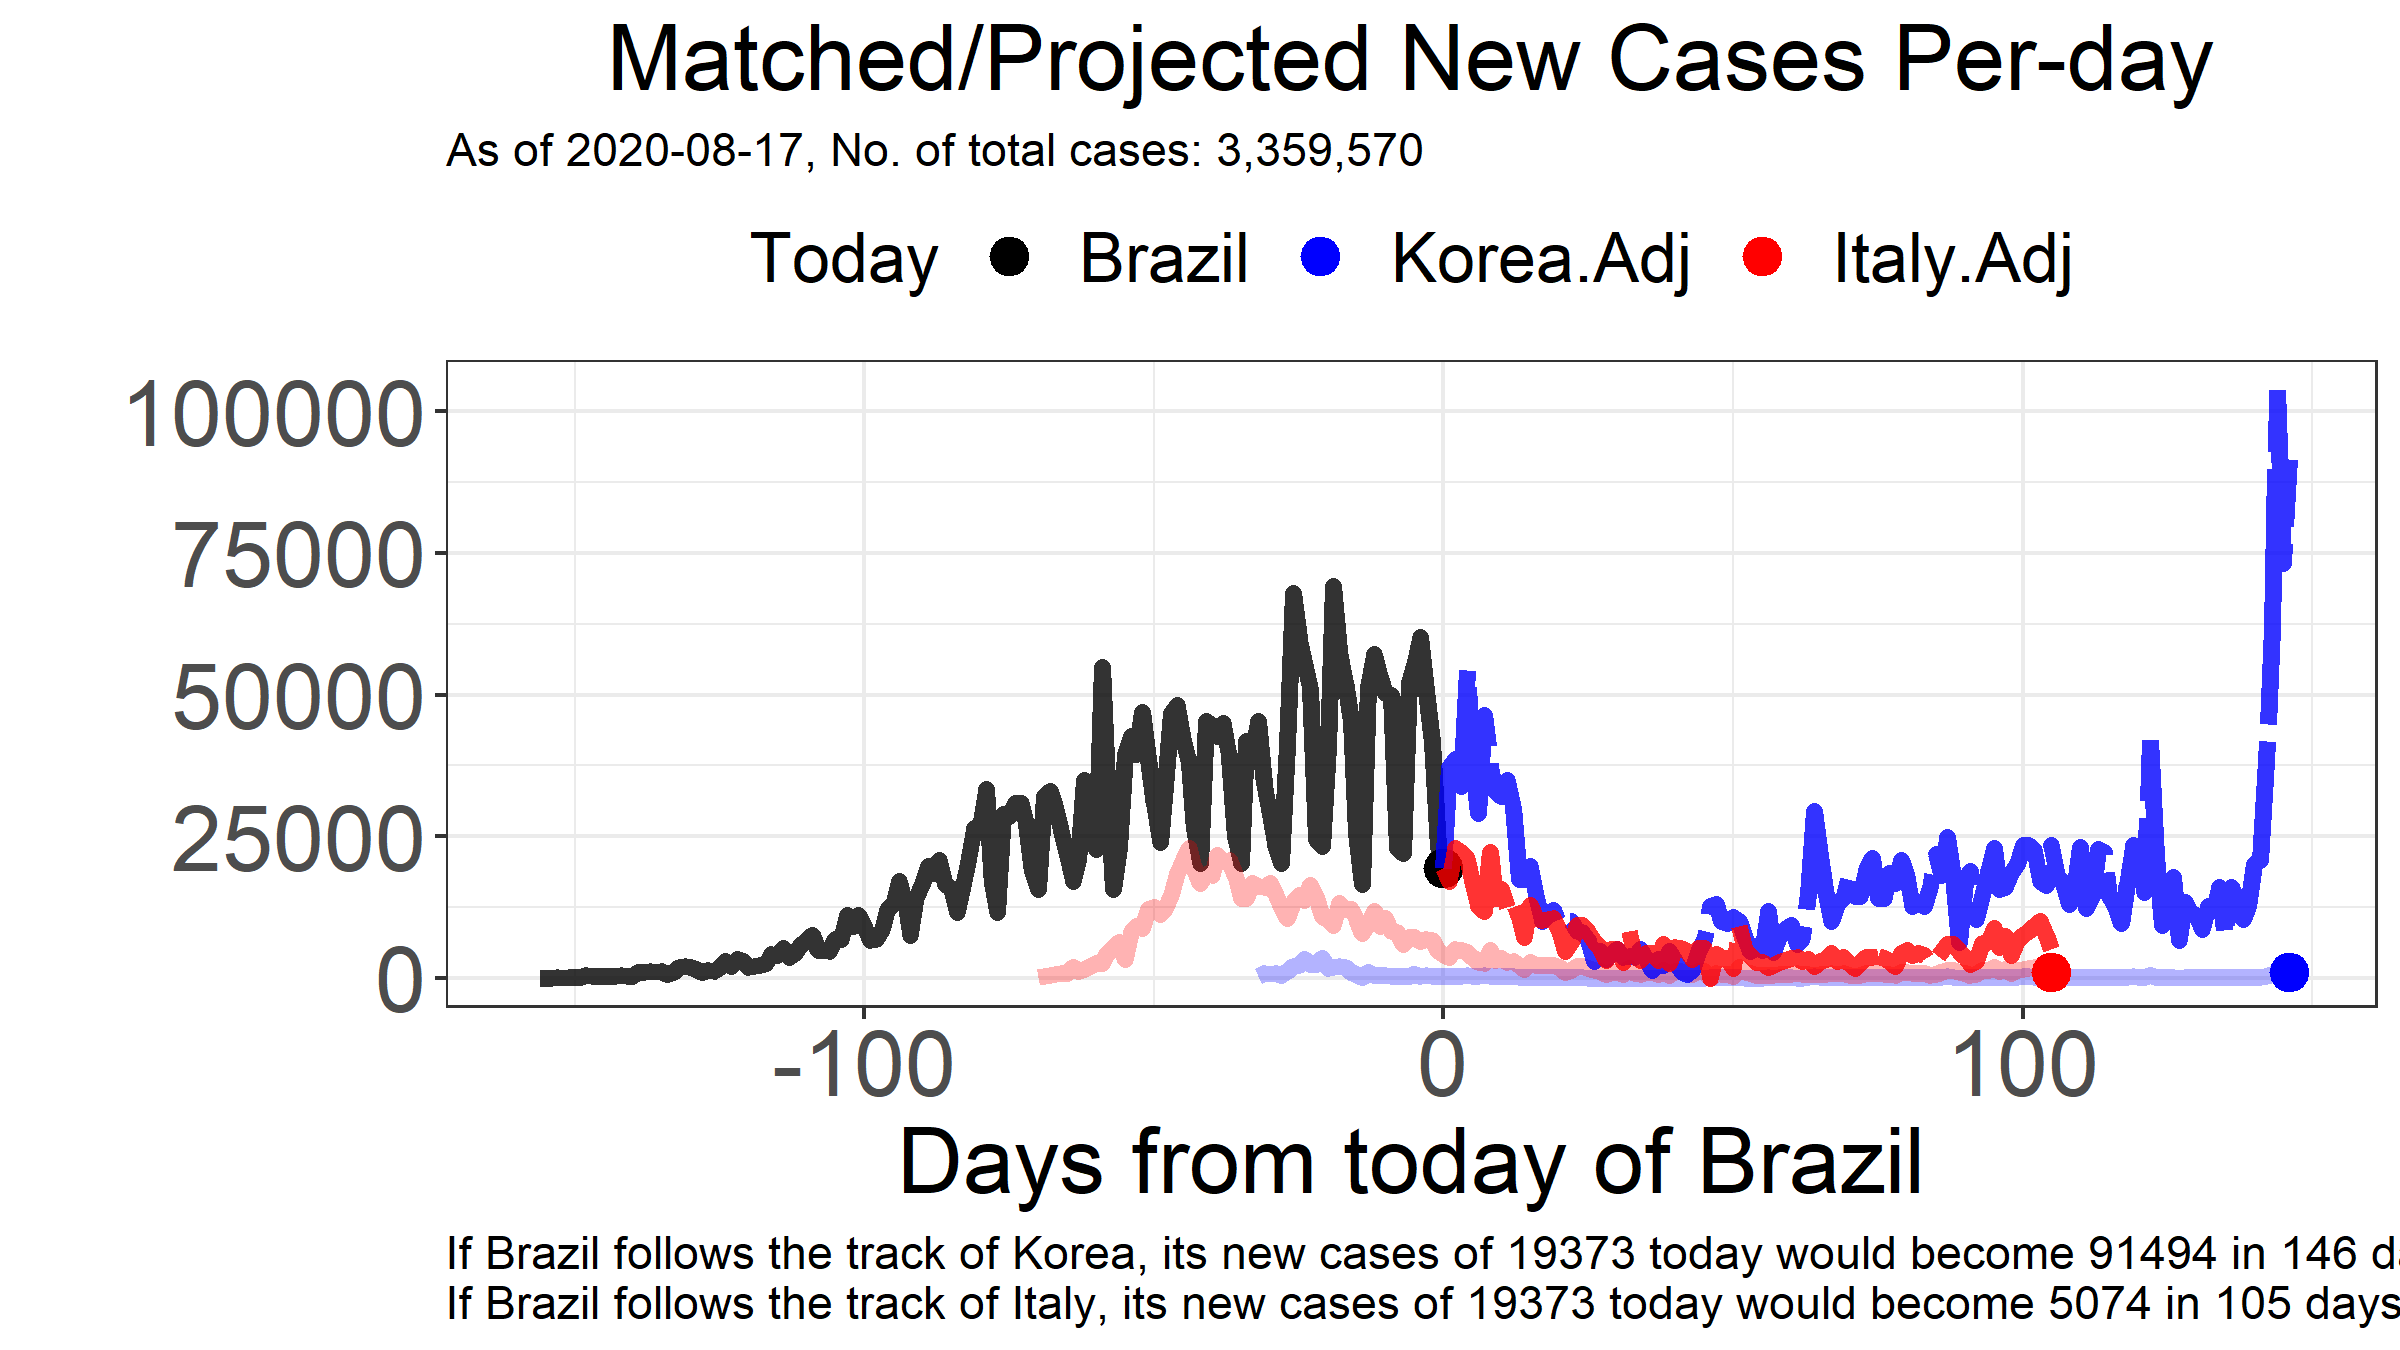 Matched/Projected New Cases Per-day
As of 2020-08-17, No. of total cases: 3,359,570
Today Brazil Korea.Adj Italy.Adj
100000
75000
50000
25000
0
-100 0 100
Days from today of Brazil
If Brazil follows the track of Korea, its new cases of 19373 today would become 91494 in 146
If Brazil follows the track of Italy, its new cases of 19373 today would become 5074 in 105 days